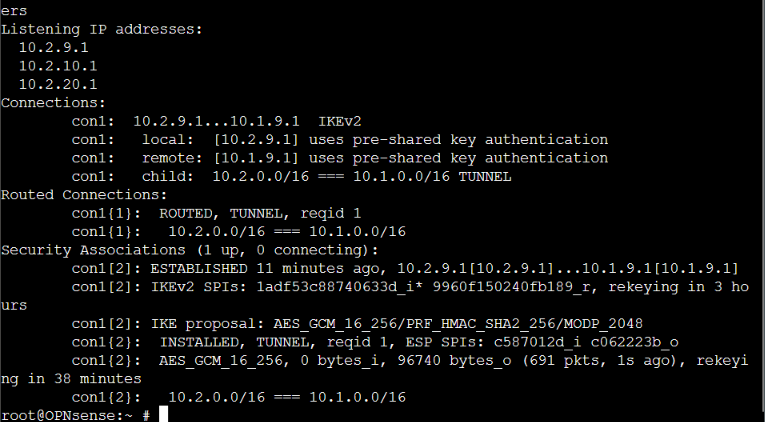 ers
Listening IP addresses:
  10.2.9.1
  10.2.10.1
  10.2.20.1
Connections:
        con1:  10.2.9.1...10.1.9.1  IKEv2
        con1:   local:  [10.2.9.1] uses pre-shared key authentication
        con1:   remote: [10.1.9.1] uses pre-shared key authentication
        con1:   child:  10.2.0.0/16 === 10.1.0.0/16 TUNNEL
Routed Connections:
        con1{1}:  ROUTED, TUNNEL, reqid 1
        con1{1}:   10.2.0.0/16 === 10.1.0.0/16
Security Associations (1 up, 0 connecting):
        con1[2]: ESTABLISHED 11 minutes ago, 10.2.9.1[10.2.9.1]...10.1.9.1[10.1.9.1]
        con1[2]: IKEv2 SPIs: 1adf53c88740633d_i* 9960f150240fb189_r, rekeying in 3 ho
urs
        con1[2]: IKE proposal: AES_GCM_16_256/PRF_HMAC_SHA2_256/MODP_2048
        con1{2}:  INSTALLED, TUNNEL, reqid 1, ESP SPIs: c587012d_i c062223b_o
        con1{2}:  AES_GCM_16_256, 0 bytes_i, 96740 bytes_o (691 pkts, 1s ago), rekeyi
ng in 38 minutes
        con1{2}:   10.2.0.0/16 === 10.1.0.0/16
root@OPNsense:~ #